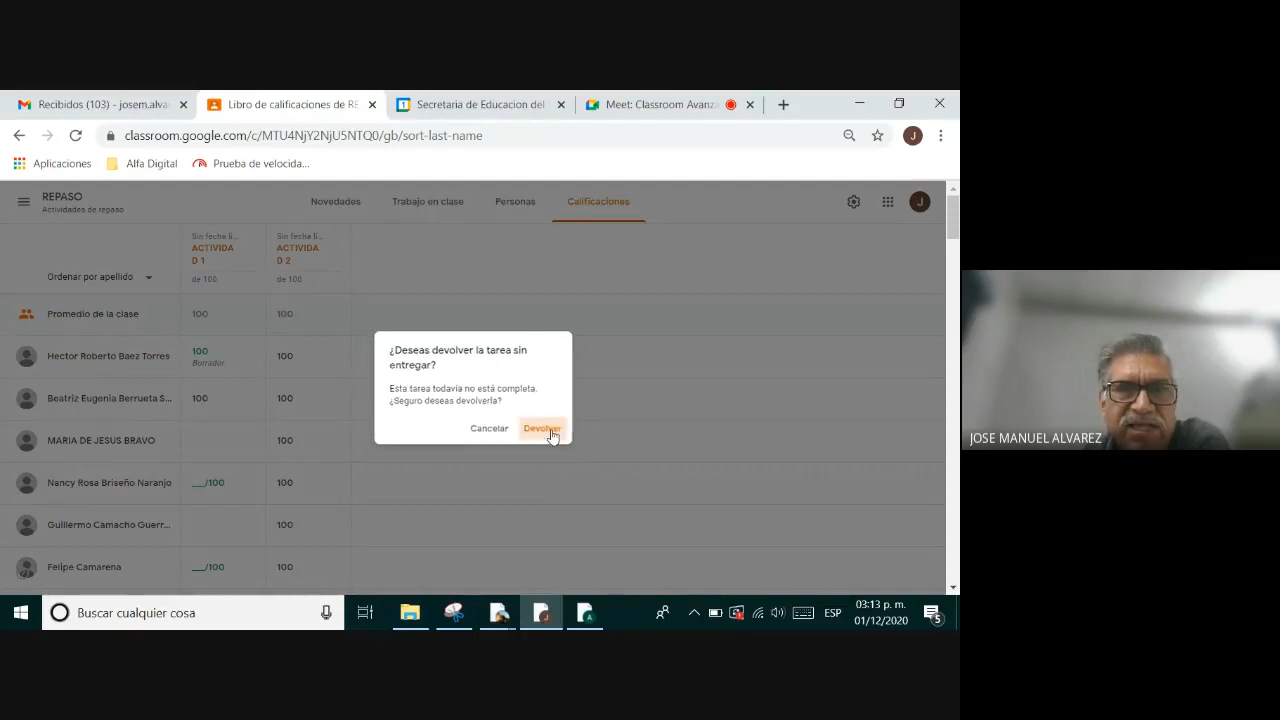 Recibidos (103) - josem.alva
Libro de calificaciones de RE
Secretaria de Educacion del
Meet: Classroom Avanza
classroom.google.com/c/MTU4NjY2NjU5NTQ0/gb/sort-last-name
J
Aplicaciones
Alfa Digital
Prueba de velocida...
REPASO
Actividades de repaso
Novedades
Trabajo en clase
Personas
Calificaciones
J
Sin fecha lí...
ACTIVIDA
D 1
de 100
Sin fecha lí...
ACTIVIDA
D 2
de 100
Ordenar por apellido
Promedio de la clase
100
100
Hector Roberto Baez Torres
100
Borrador
100
Beatriz Eugenia Berrueta S...
100
100
MARIA DE JESUS BRAVO
100
Nancy Rosa Briseño Naranjo
__/100
100
Guillermo Camacho Guerr...
100
Felipe Camarena
__/100
100
¿Deseas devolver la tarea sin
entregar?
Esta tarea todavía no está completa.
¿Seguro deseas devolverla?
Cancelar
Devolver
JOSE MANUEL ALVAREZ
Buscar cualquier cosa
ESP
03:13 p. m.
01/12/2020
5